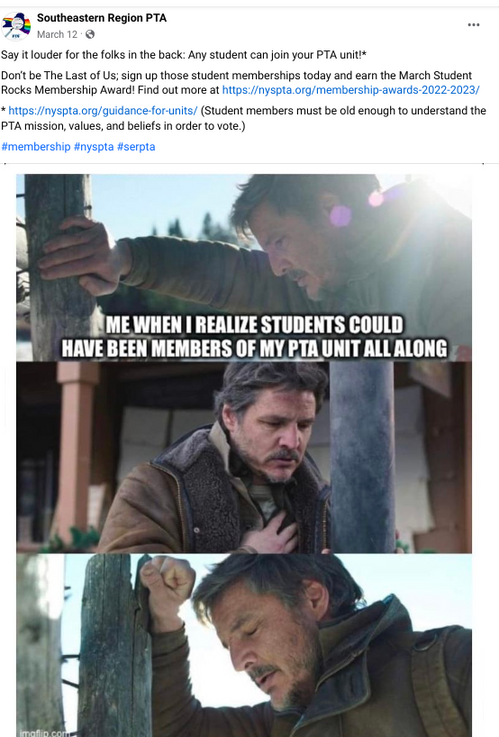 Southeastern Region PTA
March 12 ·
Say it louder for the folks in the back: Any student can join your PTA unit!*
Don't be The Last of Us; sign up those student memberships today and earn the March Student
Rocks Membership Award! Find out more at https://nyspta.org/membership-awards-2022-2023/
* https://nyspta.org/guidance-for-units/ (Student members must be old enough to understand the
PTA mission, values, and beliefs in order to vote.)
#membership #nyspta #serpta
ME WHEN I REALIZE STUDENTS COULD
HAVE BEEN MEMBERS OF MY PTA UNIT ALL ALONG
imgflip.com